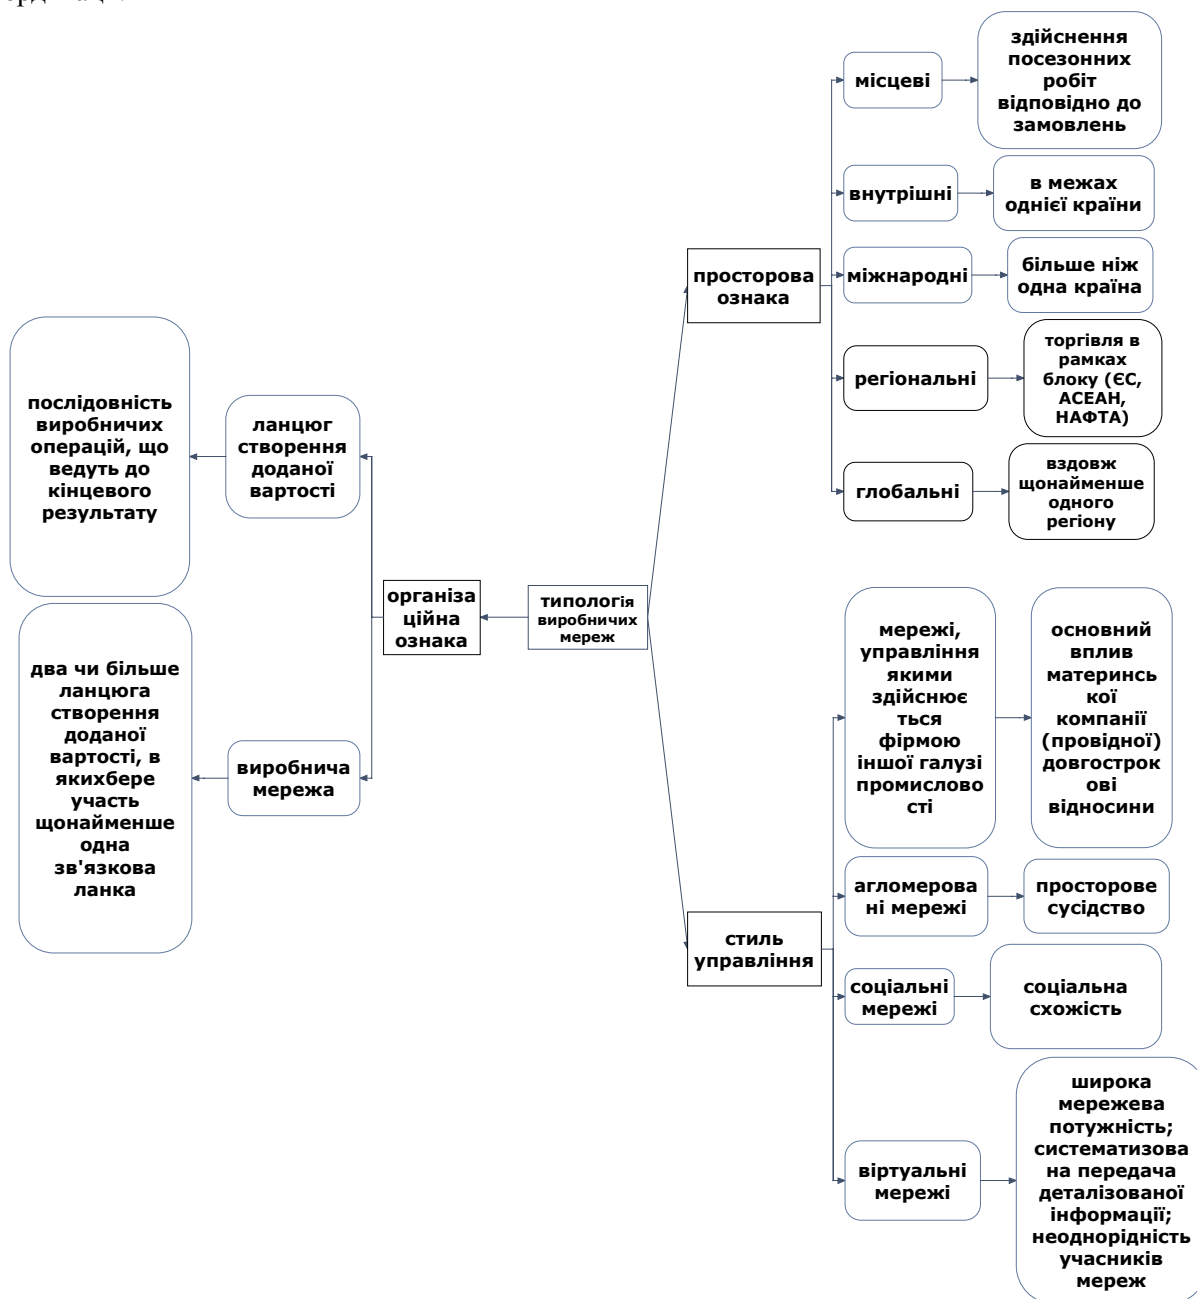 здійснення
посезонних
робіт
відповідно до
замовлень
місцеві
внутрішні
в межах
однієї країни
просторова
ознака
міжнародні
більше ніж
одна країна
регіональні
торгівля в
рамках
блоку (ЄС,
АСЕАН,
НАФТА)
глобальні
вздовж
щонайменше
одного
регіону
послідовність
виробничих
операцій, що
ведуть до
кінцевого
результату
ланцюг
створення
доданої
вартості
організа
ційна
ознака
типологія
виробничих
мереж
два чи більше
ланцюга
створення
доданої
вартості, в
якихбере
участь
щонайменше
одна
зв'язкова
ланка
виробнича
мережа
мережі,
управління
якими
здійснює
ться
фірмою
іншої галузі
промислово
сті
основний
вплив
материнсь
кої
компанії
(провідної)
довгострок
ові
відносини
агломерова
ні мережі
просторове
сусідство
стиль
управління
соціальні
мережі
соціальна
схожість
віртуальні
мережі
широка
мережева
потужність;
систематизова
на передача
деталізованої
інформації;
неоднорідність
учасників
мереж